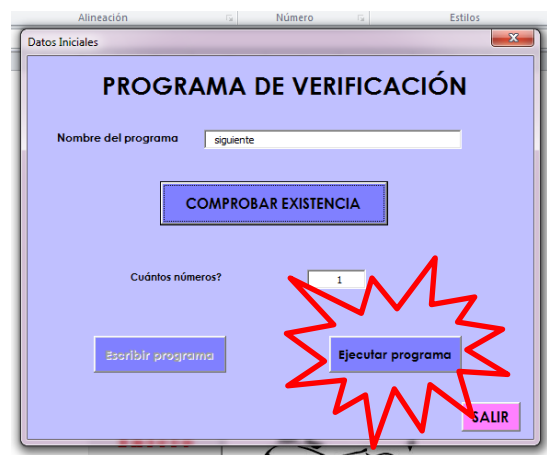 Alineación Número Estilos
Datos Iniciales
PROGRAMA DE VERIFICACIÓN
Nombre del programa siguiente
COMPROBAR EXISTENCIA
Cuántos números? 1
Escribir programa Ejecutar programa
SALIR